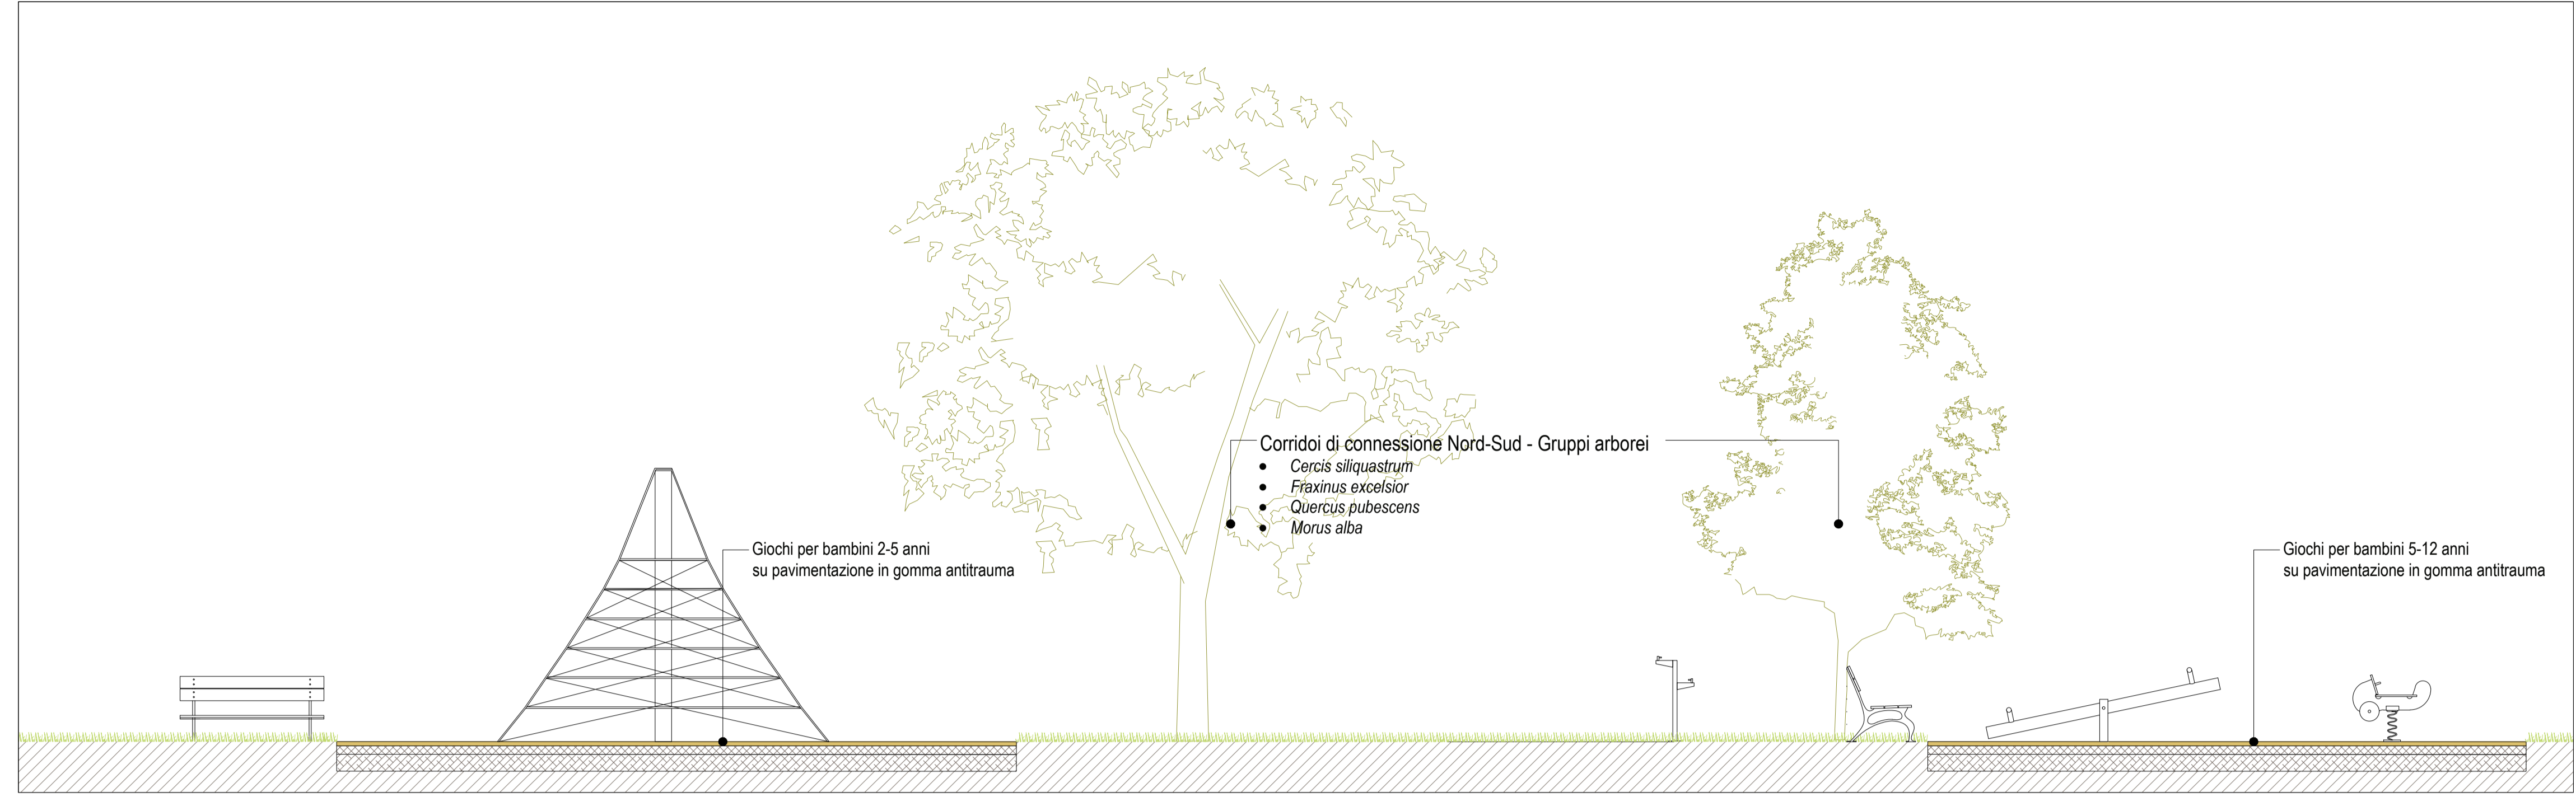 Corridoi di connessione Nord-Sud - Gruppi arborei
● Cercis siliquastrum
● Fraxinus excelsior
● Quercus pubescens
● Morus alba
Giochi per bambini 2-5 anni
su pavimentazione in gomma antitrauma
Giochi per bambini 5-12 anni
su pavimentazione in gomma antitrauma